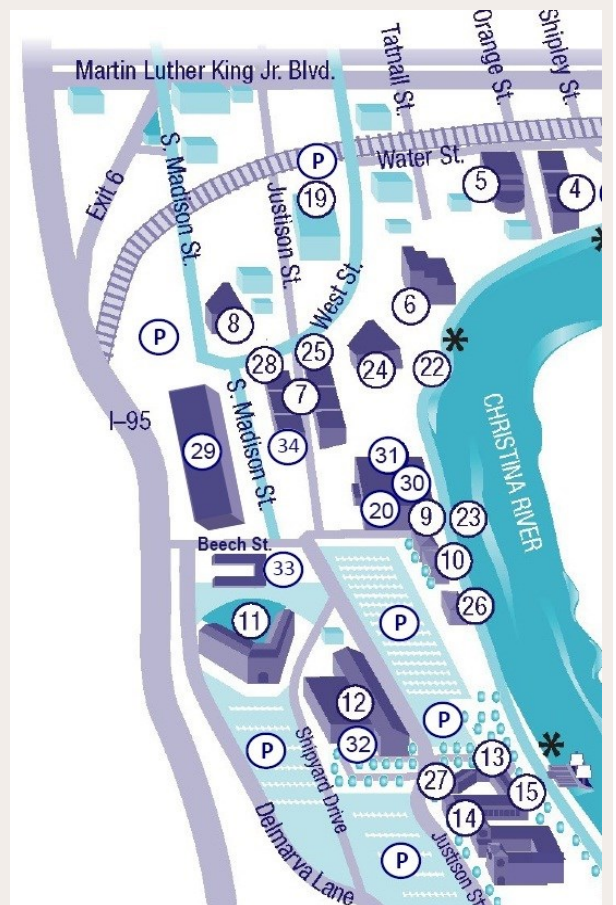 Martin Luther King Jr. Blvd.
Tatnall St.
Orange St.
Shipley St.
S. Madison St.
Exit 6
P
Water St.
5
4
19
Justison St.
West St.
6
8
P
25
28
24
22
7
I–95
S. Madison St.
29
34
31
30
20
9
23
CHRISTINA RIVER
Beech St.
33
10
26
11
P
12
P
32
P
13
27
15
14
Shipyard Drive
Delmarva Lane
P
Justison St.